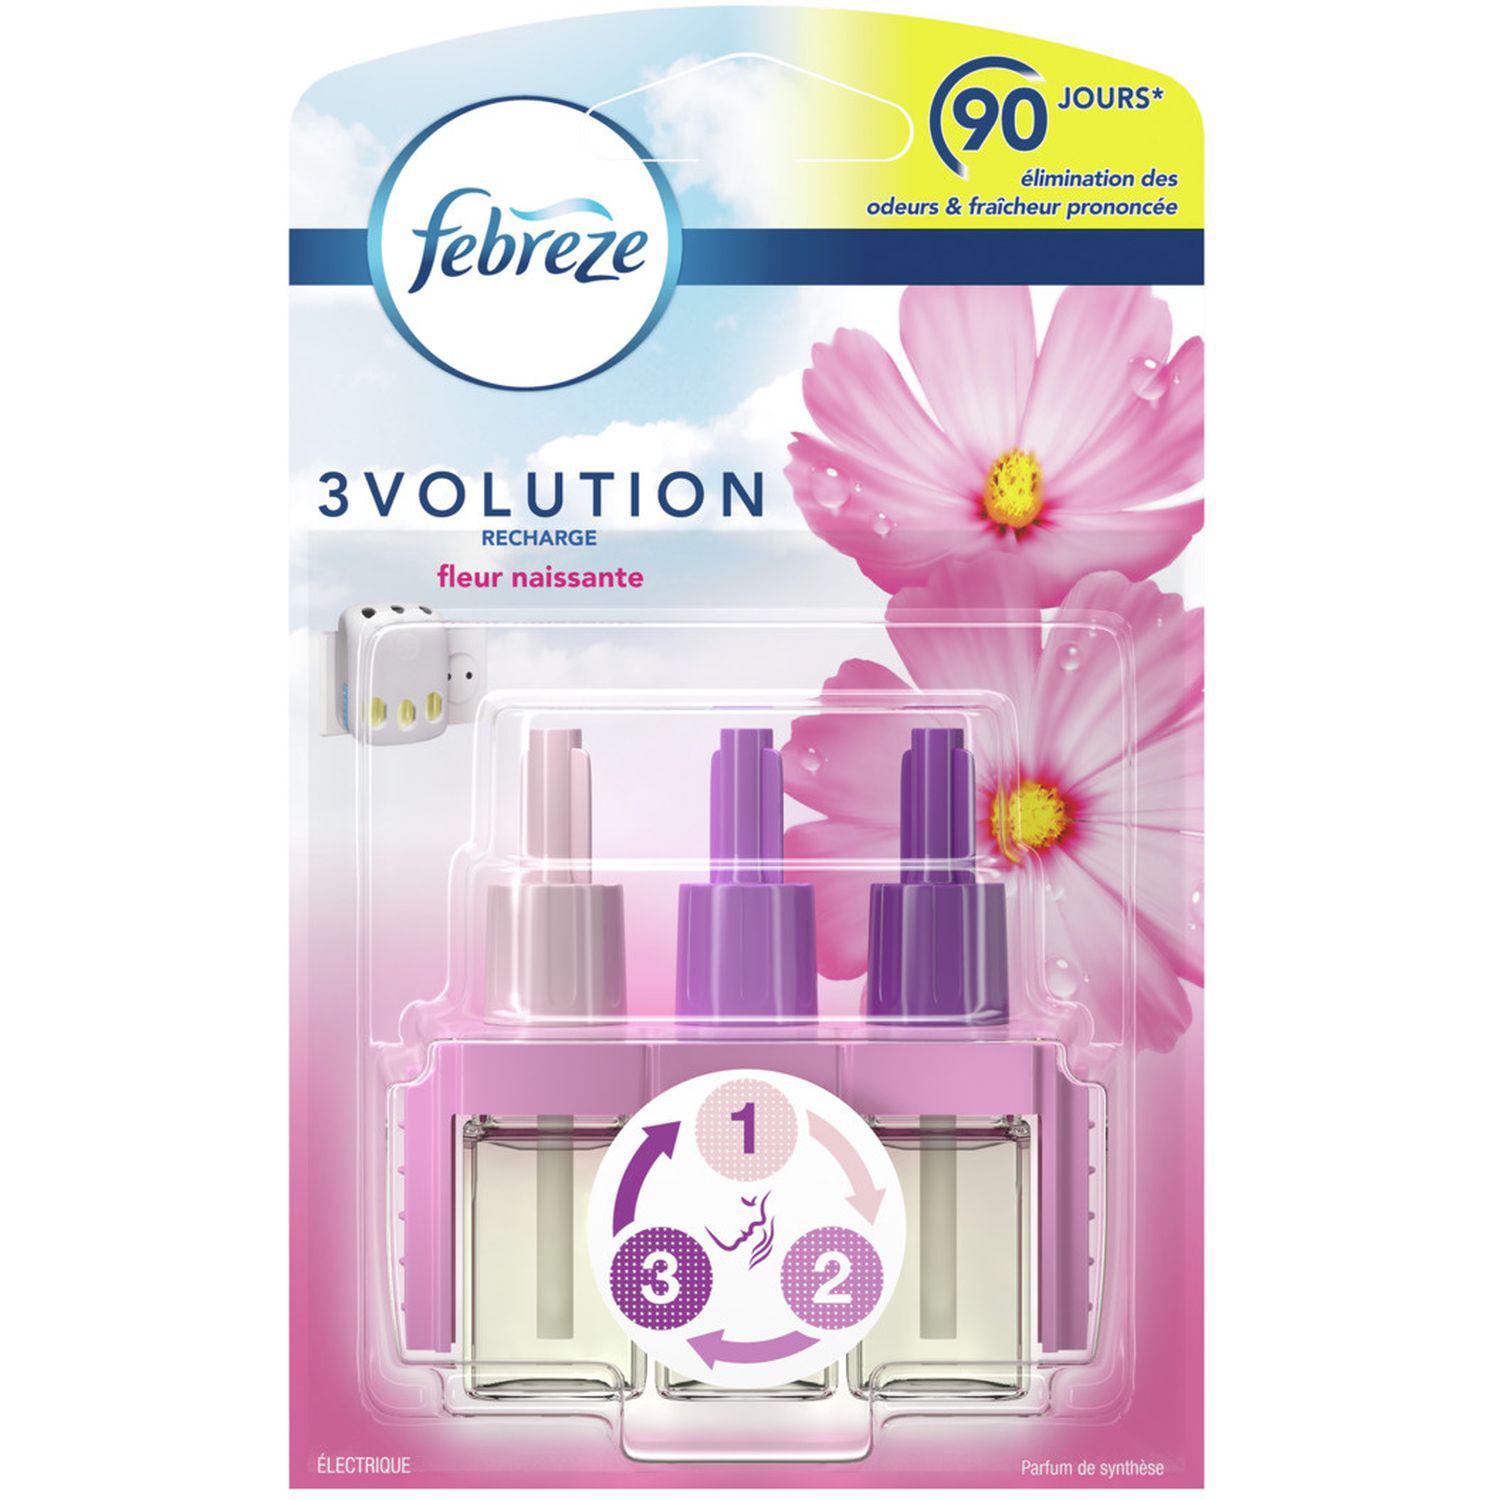 90 JOURS*
élimination des
odeurs & fraîcheur prononcée
febreze
3VOLUTION
RECHARGE
fleur naissante
1
3 2
ÉLECTRIQUE
Parfum de synthèse